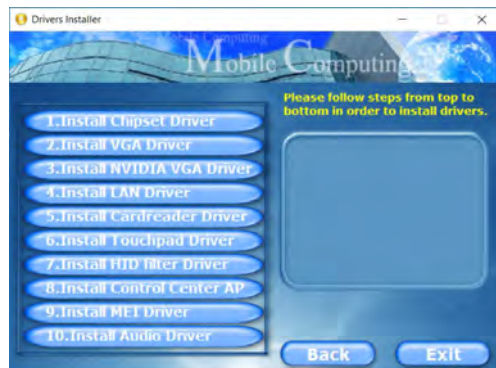 Drivers Installer
Mobile Computing
Mobile Computing
Please follow steps from top to
bottom in order to install drivers.
1.Install Chipset Driver
2.Install VGA Driver
3.Install NVIDIA VGA Driver
4.Install LAN Driver
5.Install Cardreader Driver
6.Install Touchpad Driver
7.Install HID filter Driver
8.Install Control Center AP
9.Install MEI Driver
10.Install Audio Driver
Back
Exit